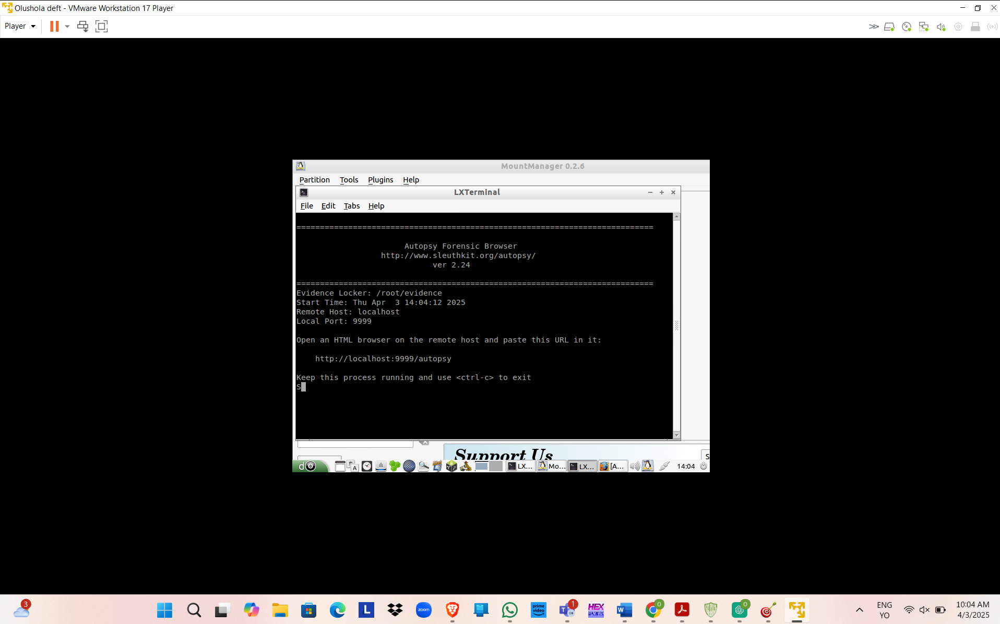 Olushola deft - VMware Workstation 17 Player
Player
MountManager 0.2.6
Partition Tools Plugins Help
LXTerminal
File Edit Tabs Help
============================================================================
Autopsy Forensic Browser
http://www.sleuthkit.org/autopsy/
ver 2.24
============================================================================
Evidence Locker: /root/evidence
Start Time: Thu Apr  3 14:04:12 2025
Remote Host: localhost
Local Port: 9999
Open an HTML browser on the remote host and paste this URL in it:
http://localhost:9999/autopsy
Keep this process running and use <ctrl-c> to exit
S
Support Us
S
d 8 A LX... Mo... LX... [A... 14:04
3
L
zoom
prime video
T
1
HEX
W
0
0
ENG
YO
10:04 AM
4/3/2025